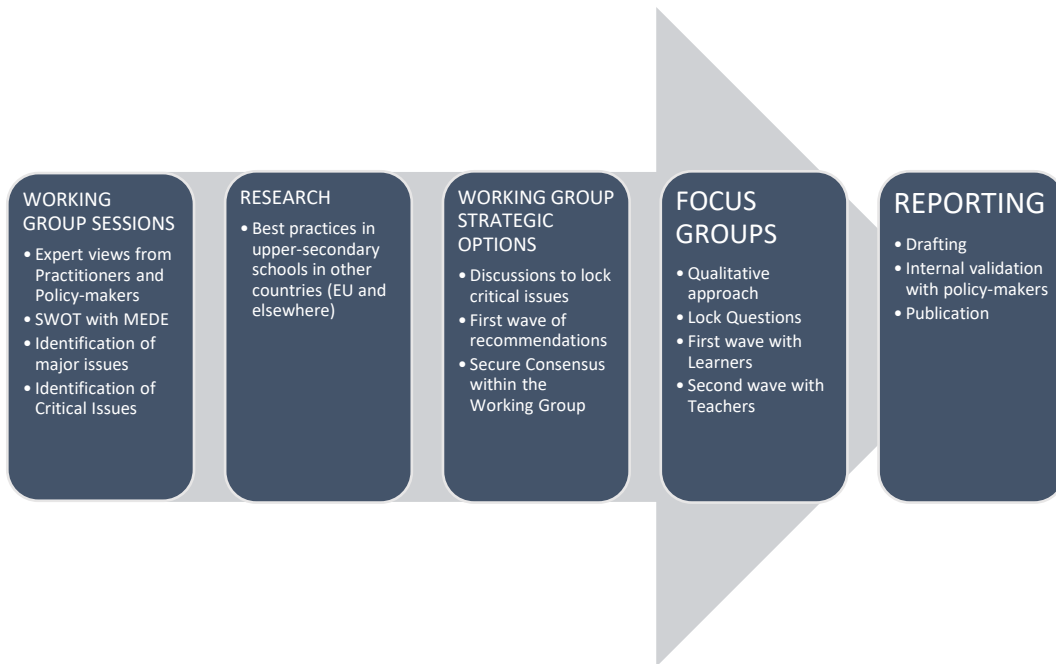 WORKING
GROUP SESSIONS
• Expert views from
Practitioners and
Policy-makers
• SWOT with MEDE
• Identification of
major issues
• Identification of
Critical Issues
RESEARCH
• Best practices in
upper-secondary
schools in other
countries (EU and
elsewhere)
WORKING GROUP
STRATEGIC
OPTIONS
• Discussions to lock
critical issues
• First wave of
recommendations
• Secure Consensus
within the
Working Group
FOCUS
GROUPS
• Qualitative
approach
• Lock Questions
• First wave with
Learners
• Second wave with
Teachers
REPORTING
• Drafting
• Internal validation
with policy-makers
• Publication